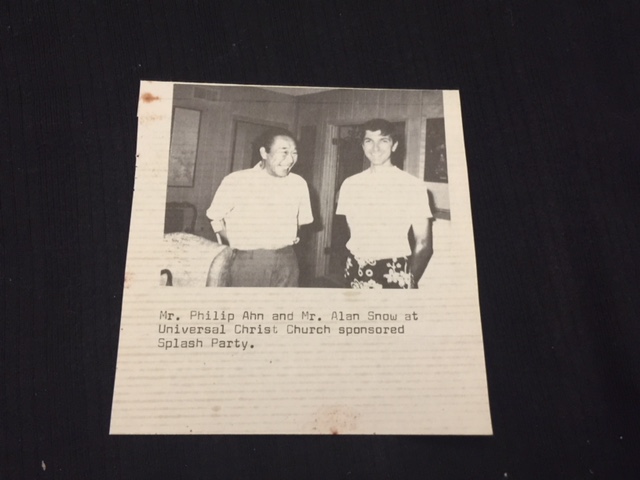 Mr. Philip Ahn and Mr. Alan Snow at
Universal Christ Church sponsored
Splash Party.